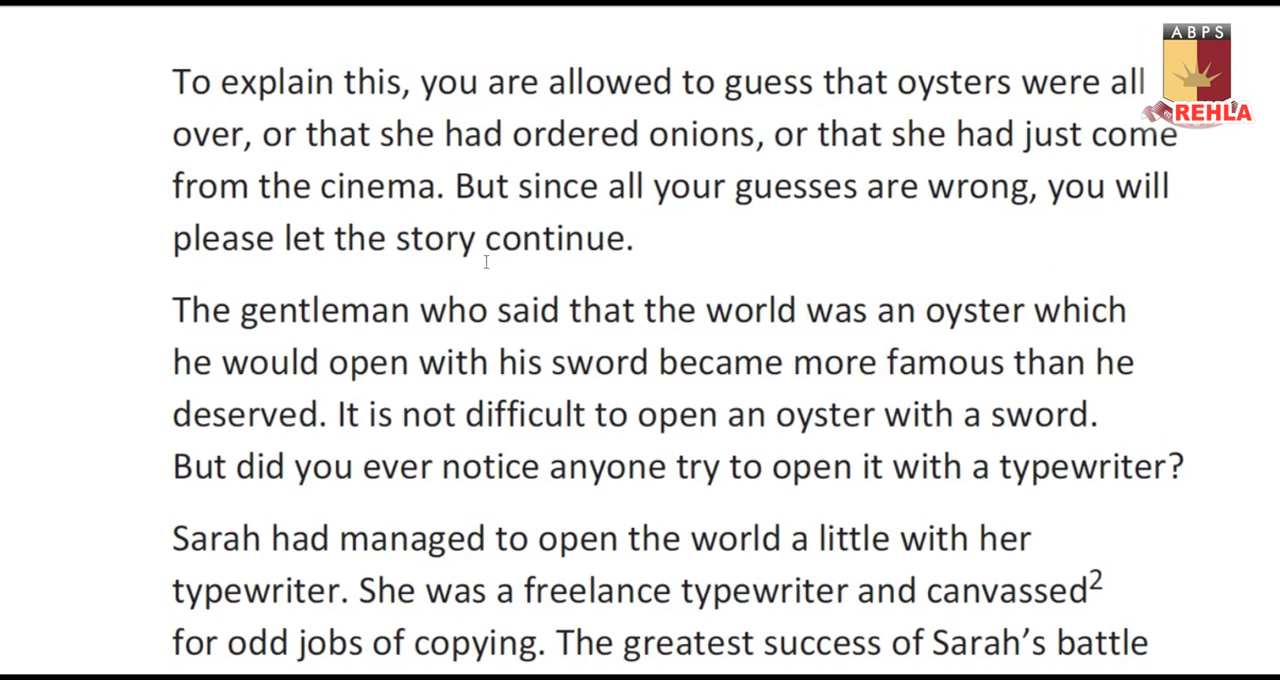 ABPS
REHLA
To explain this, you are allowed to guess that oysters were all
over, or that she had ordered onions, or that she had just come
from the cinema. But since all your guesses are wrong, you will
please let the story continue.
The gentleman who said that the world was an oyster which
he would open with his sword became more famous than he
deserved. It is not difficult to open an oyster with a sword.
But did you ever notice anyone try to open it with a typewriter?
Sarah had managed to open the world a little with her
typewriter. She was a freelance typewriter and canvassed²
for odd jobs of copying. The greatest success of Sarah’s battle